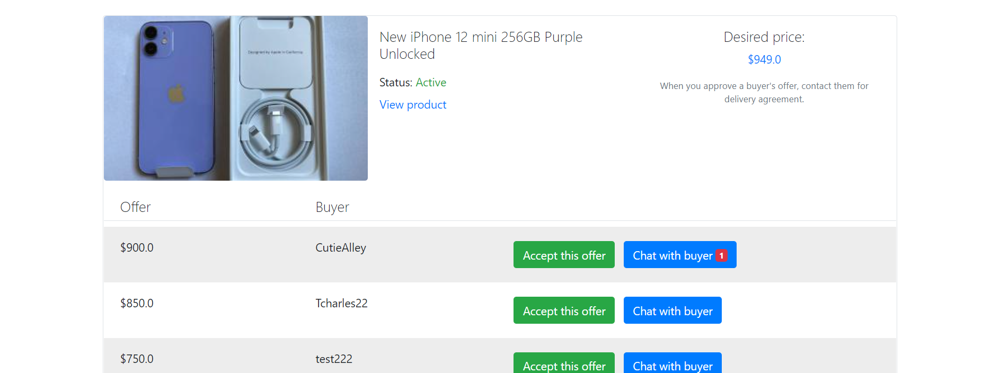 Designed by Apple in California
New iPhone 12 mini 256GB Purple
Unlocked
Status: Active
View product
Desired price:
$949.0
When you approve a buyer's offer, contact them for
delivery agreement.
Offer Buyer
$900.0 CutieAlley Accept this offer Chat with buyer 1
$850.0 Tcharles22 Accept this offer Chat with buyer
$750.0 test222 Accept this offer Chat with buyer